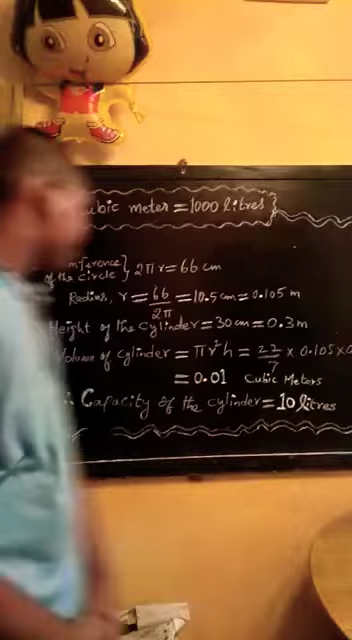 cubic meter = 1000 litres
mference
of the circle } 2πr = 66 cm
Radius, r = 66/2π = 10.5 cm = 0.105 m
Height of the cylinder = 30 cm = 0.3 m
Volume of cylinder = πr²h = 22/7 × 0.105 × 0
= 0.01 Cubic Meters
∴ Capacity of the cylinder = 10 litres